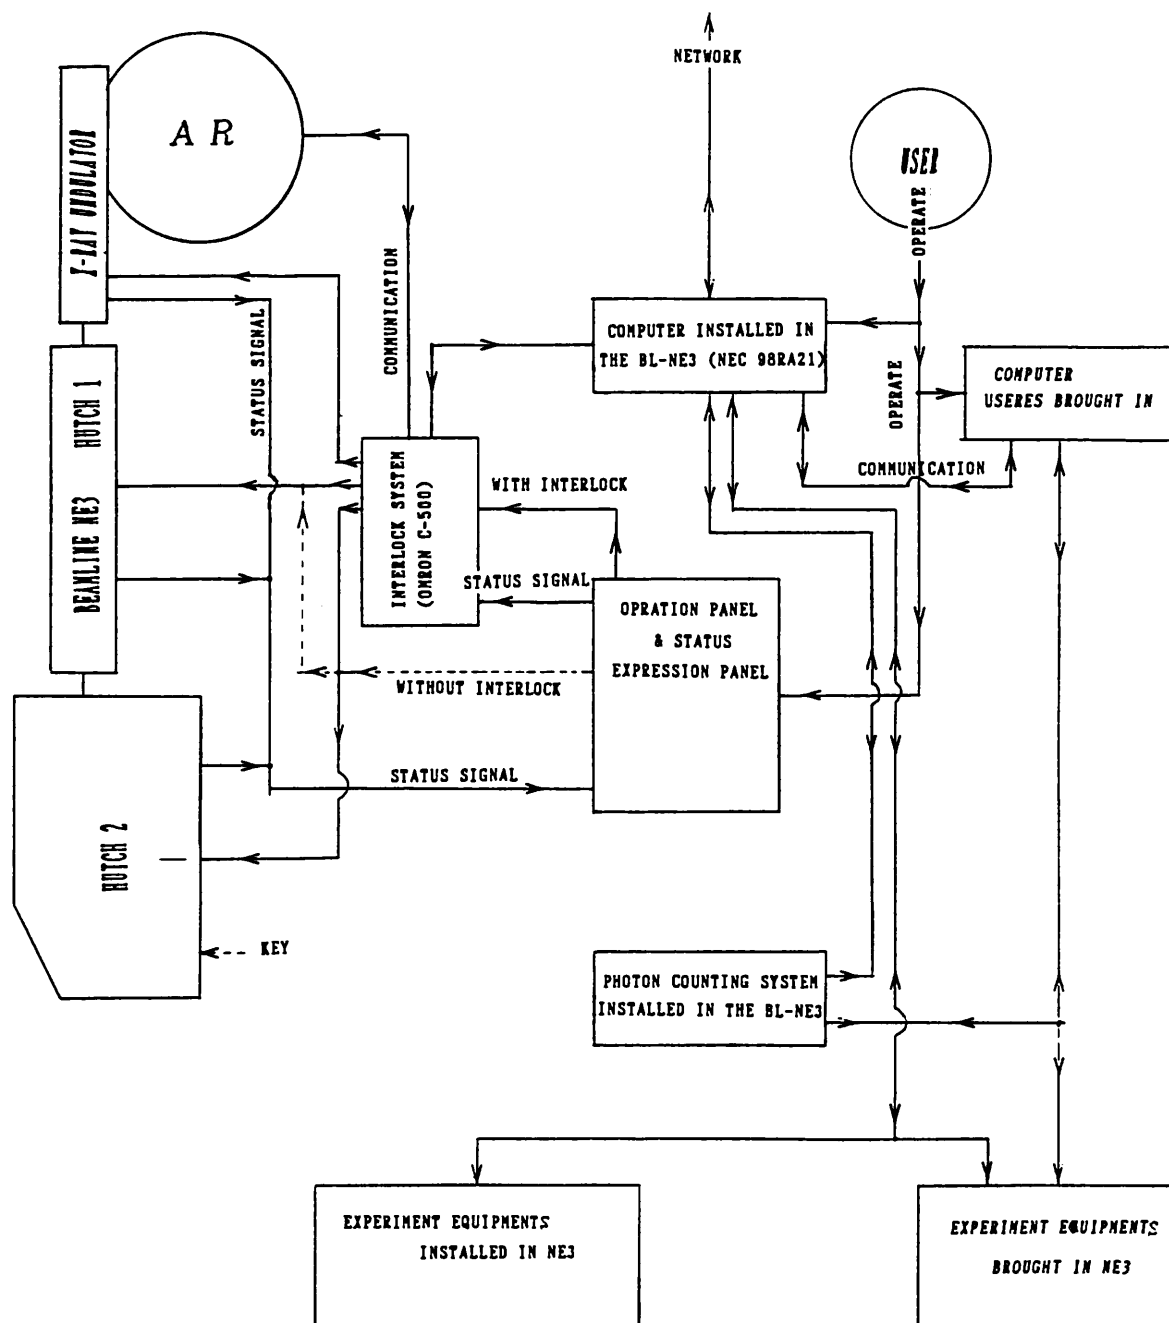 NETWORK
A R
USER
OPERATE
X-RAY UNDULATOR
COMMUNICATION
STATUS SIGNAL
COMPUTER INSTALLED IN
THE BL-NE3 (NEC 98RA21)
OPERATE
COMPUTER
USERES BROUGHT IN
BEAMLINE NE3 HUTCH 1
COMMUNICATION
INTERLOCK SYSTEM
(OMRON C-500)
WITH INTERLOCK
STATUS SIGNAL
OPRATION PANEL
& STATUS
EXPRESSION PANEL
WITHOUT INTERLOCK
STATUS SIGNAL
HUTCH 2
KEY
PHOTON COUNTING SYSTEM
INSTALLED IN THE BL-NE3
EXPERIMENT EQUIPMENTS
INSTALLED IN NE3
EXPERIMENT EQUIPMENTS
BROUGHT IN NE3